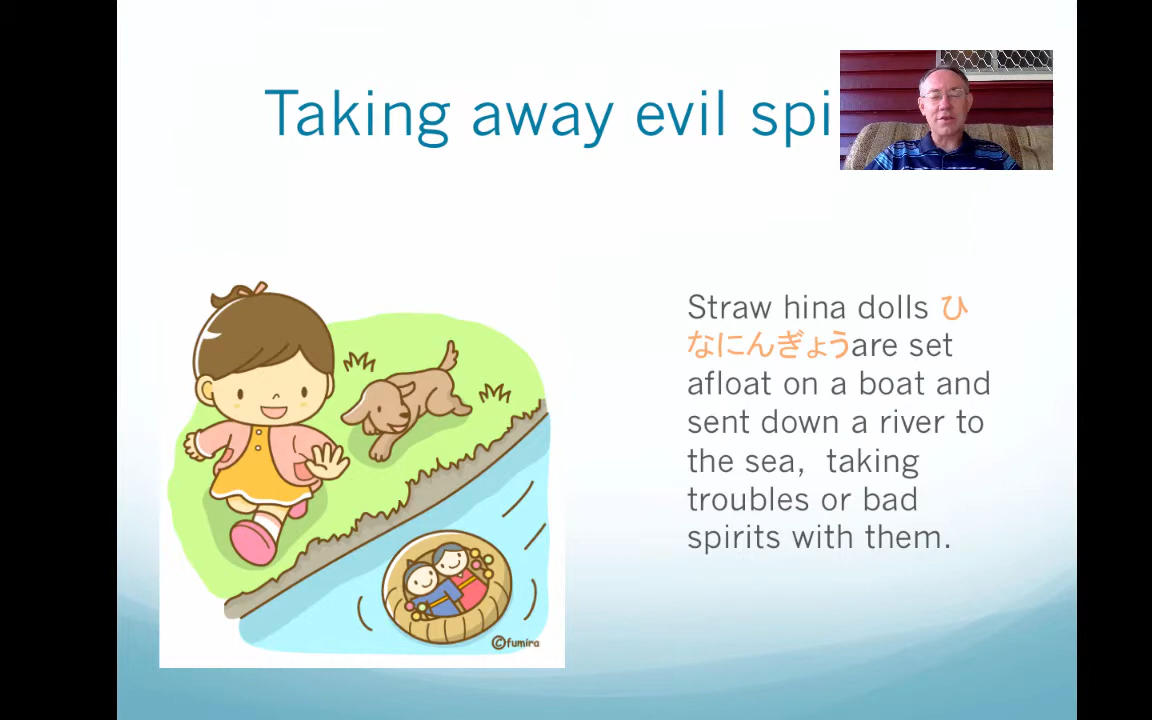 Taking away evil spi
Straw hina dolls ひ
なにんぎょうare set
afloat on a boat and
sent down a river to
the sea,  taking
troubles or bad
spirits with them.
©fumira